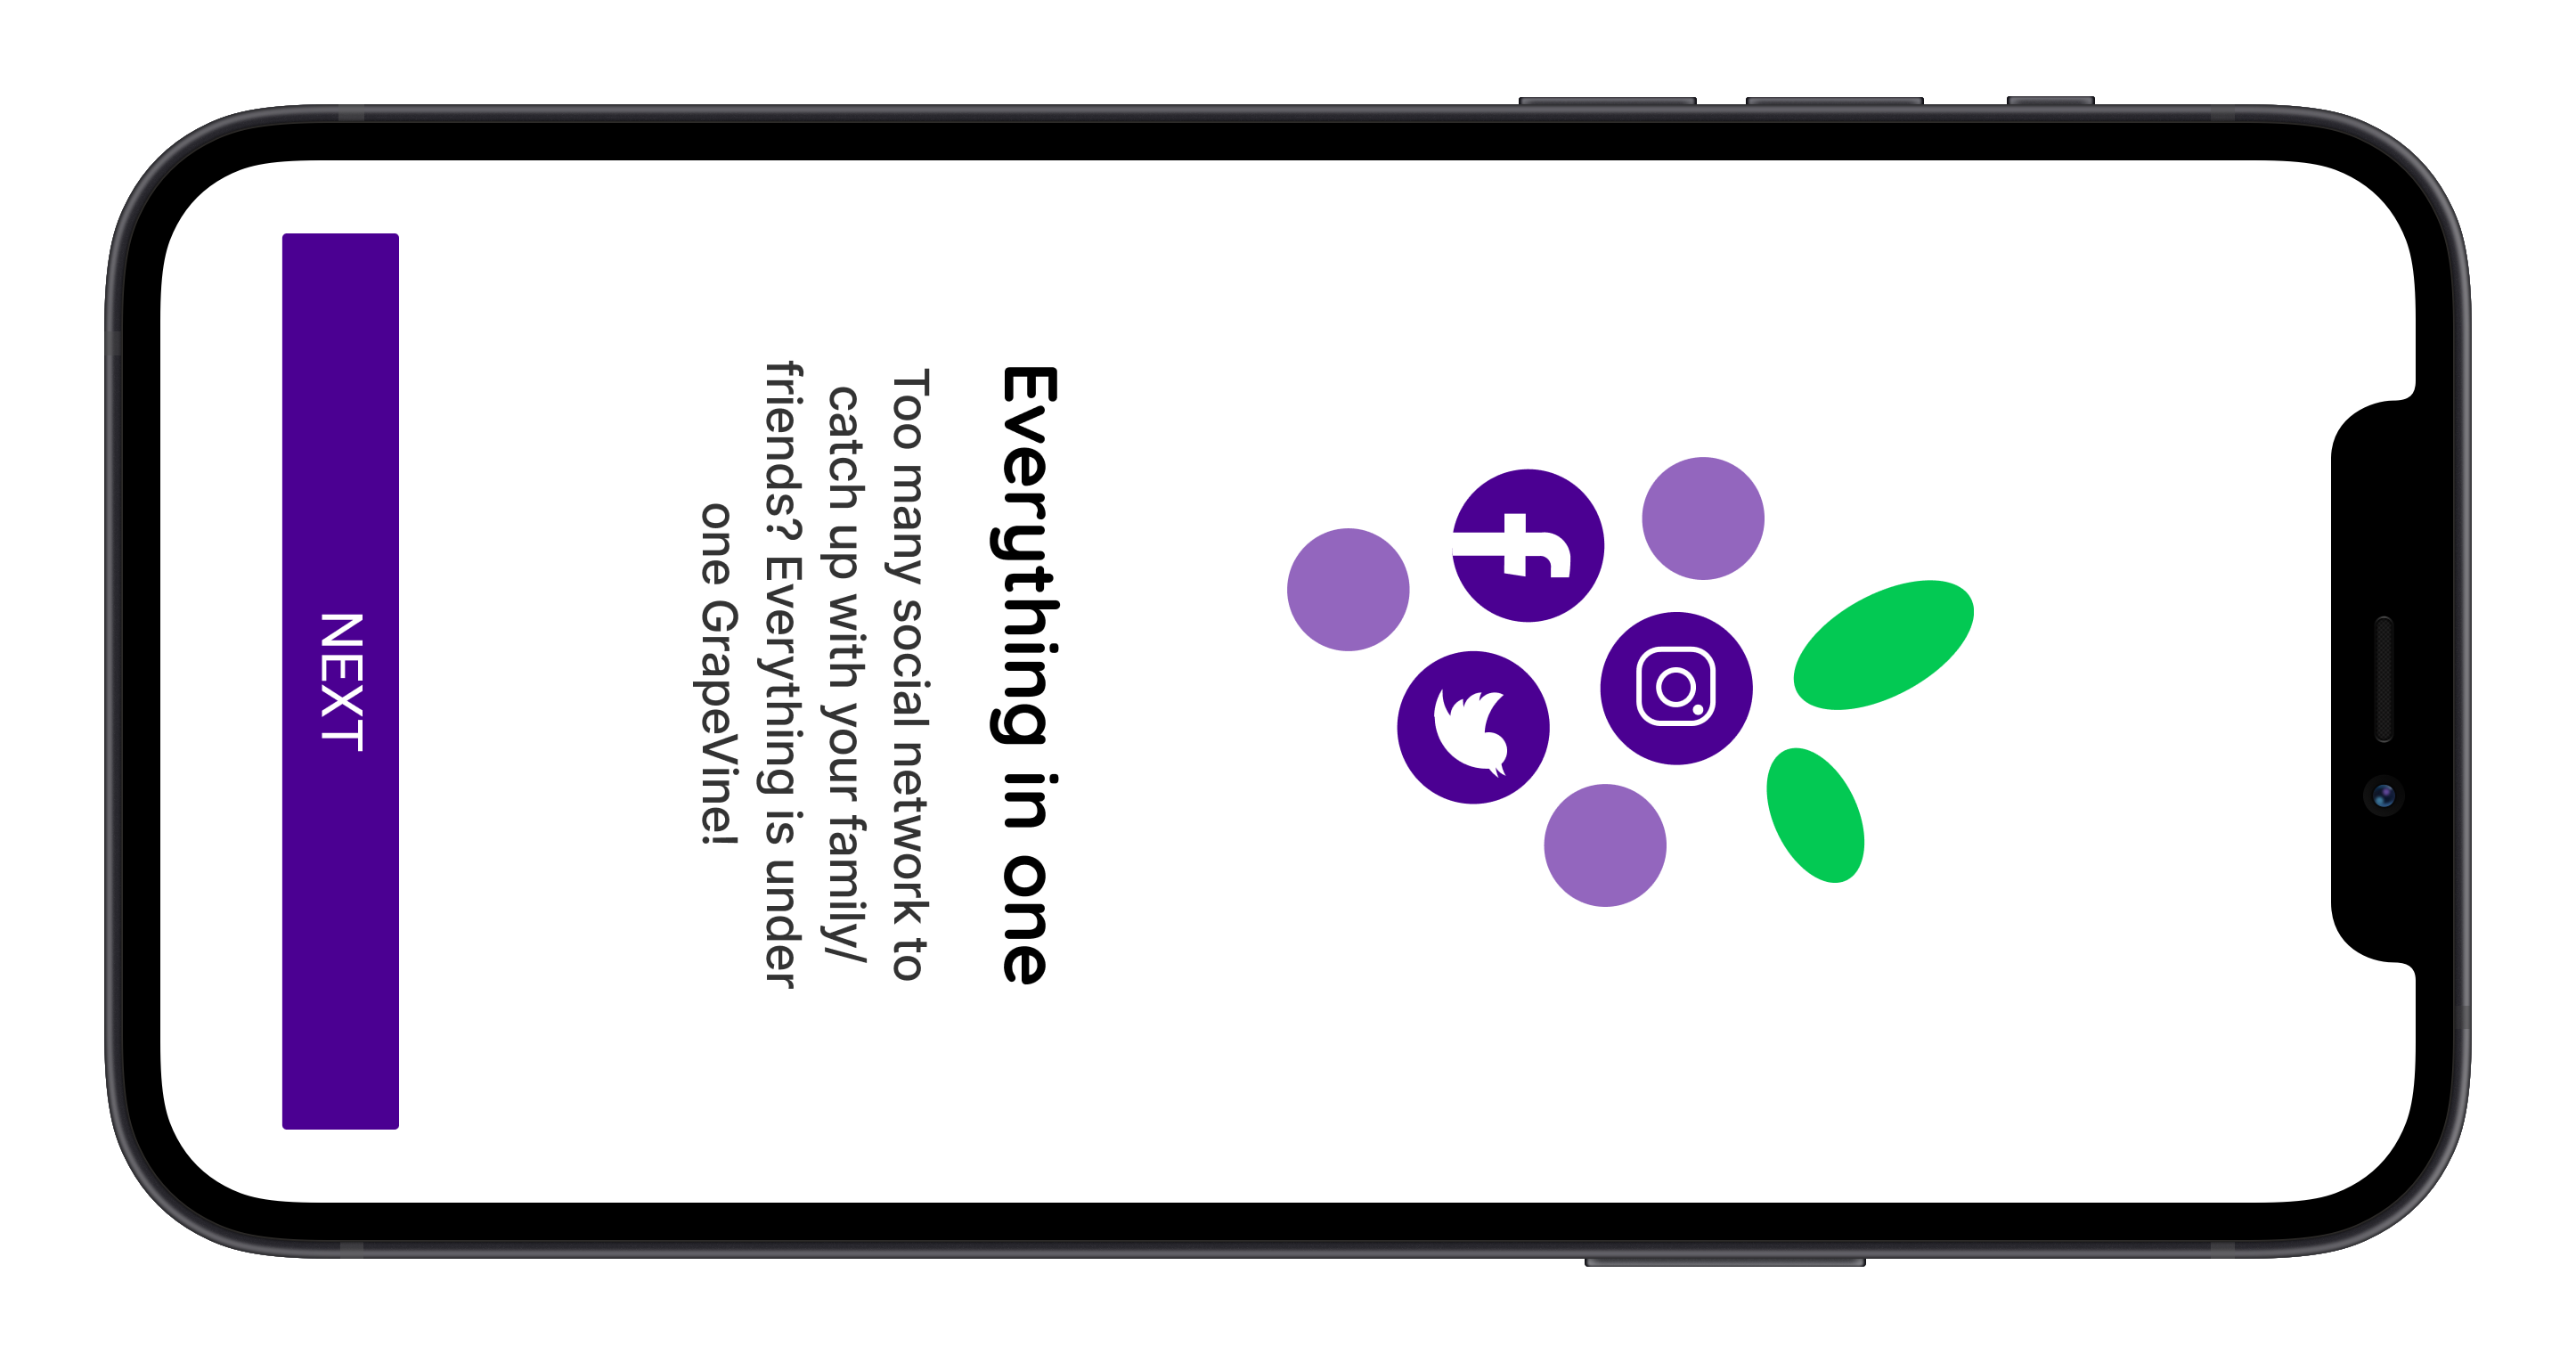 Everything in one
Too many social network to
catch up with your family/
friends? Everything is under
one GrapeVine!
NEXT